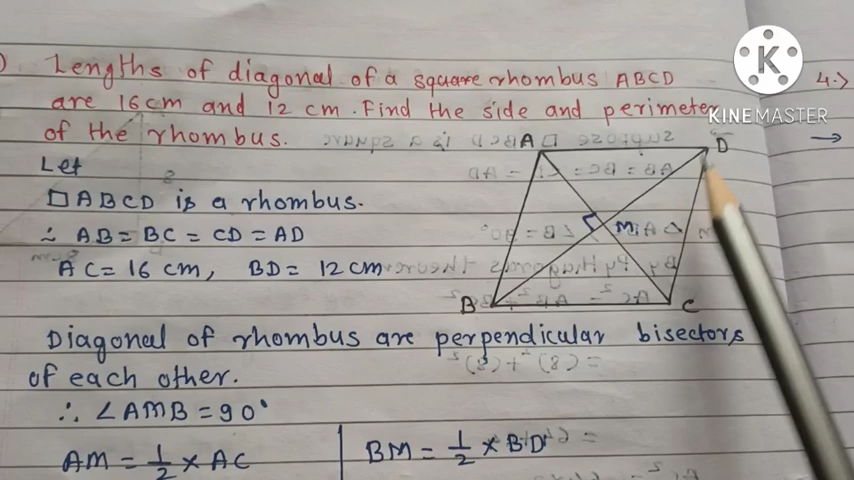 ) Lengths of diagonal of a square rhombus ABCD
are 16cm and 12 cm. Find the side and perimeter
of the rhombus.
Let
□ABCD is a rhombus.
∴ AB = BC = CD = AD
AC = 16 cm, BD = 12 cm
A
D
M
B
C
Diagonal of rhombus are perpendicular bisectors
of each other.
∴ ∠AMB = 90°
AM = 1/2 × AC
BM = 1/2 × BD
4.>
→
K
KINEMASTER